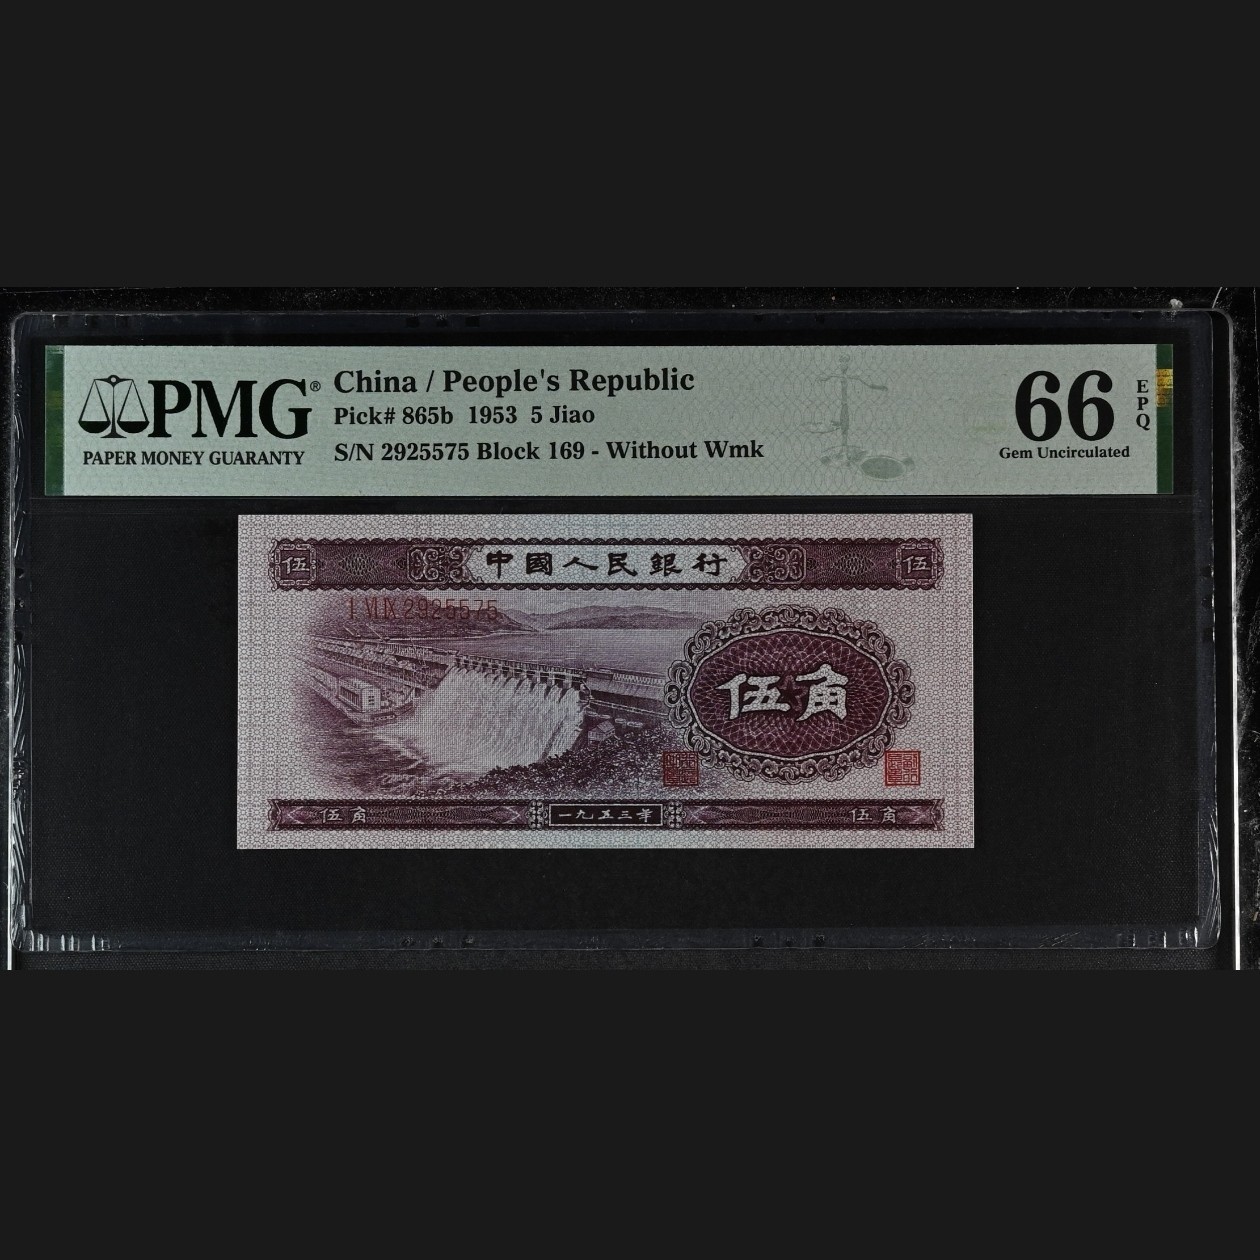 PMG®
PAPER MONEY GUARANTY
China / People's Republic
Pick# 865b 1953 5 Jiao
S/N 2925575 Block 169 - Without Wmk
66
EPQ
Gem Uncirculated
伍
中國人民銀行
伍
I VI IX 2925575
伍角
伍角
一九五三年
伍角